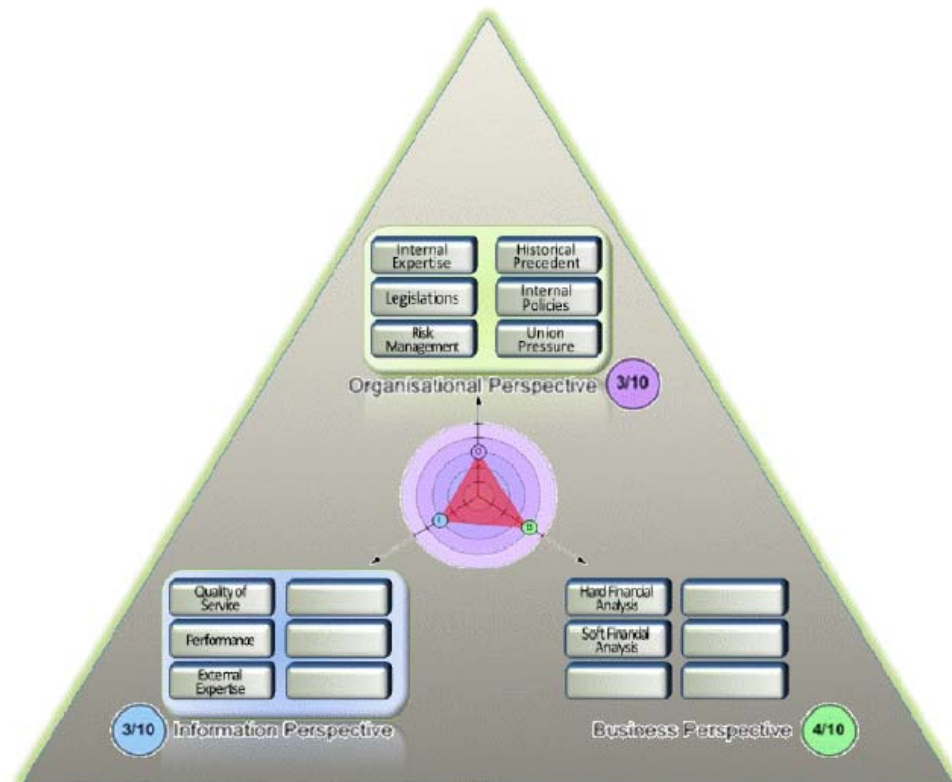 Internal
Expertise
Historical
Precedent
Legislations
Internal
Policies
Risk
Management
Union
Pressure
Organisational Perspective
3/10
O
I
B
Quality of
Service
Performance
External
Expertise
Hard Financial
Analysis
Soft Financial
Analysis
3/10 Information Perspective
Business Perspective 4/10